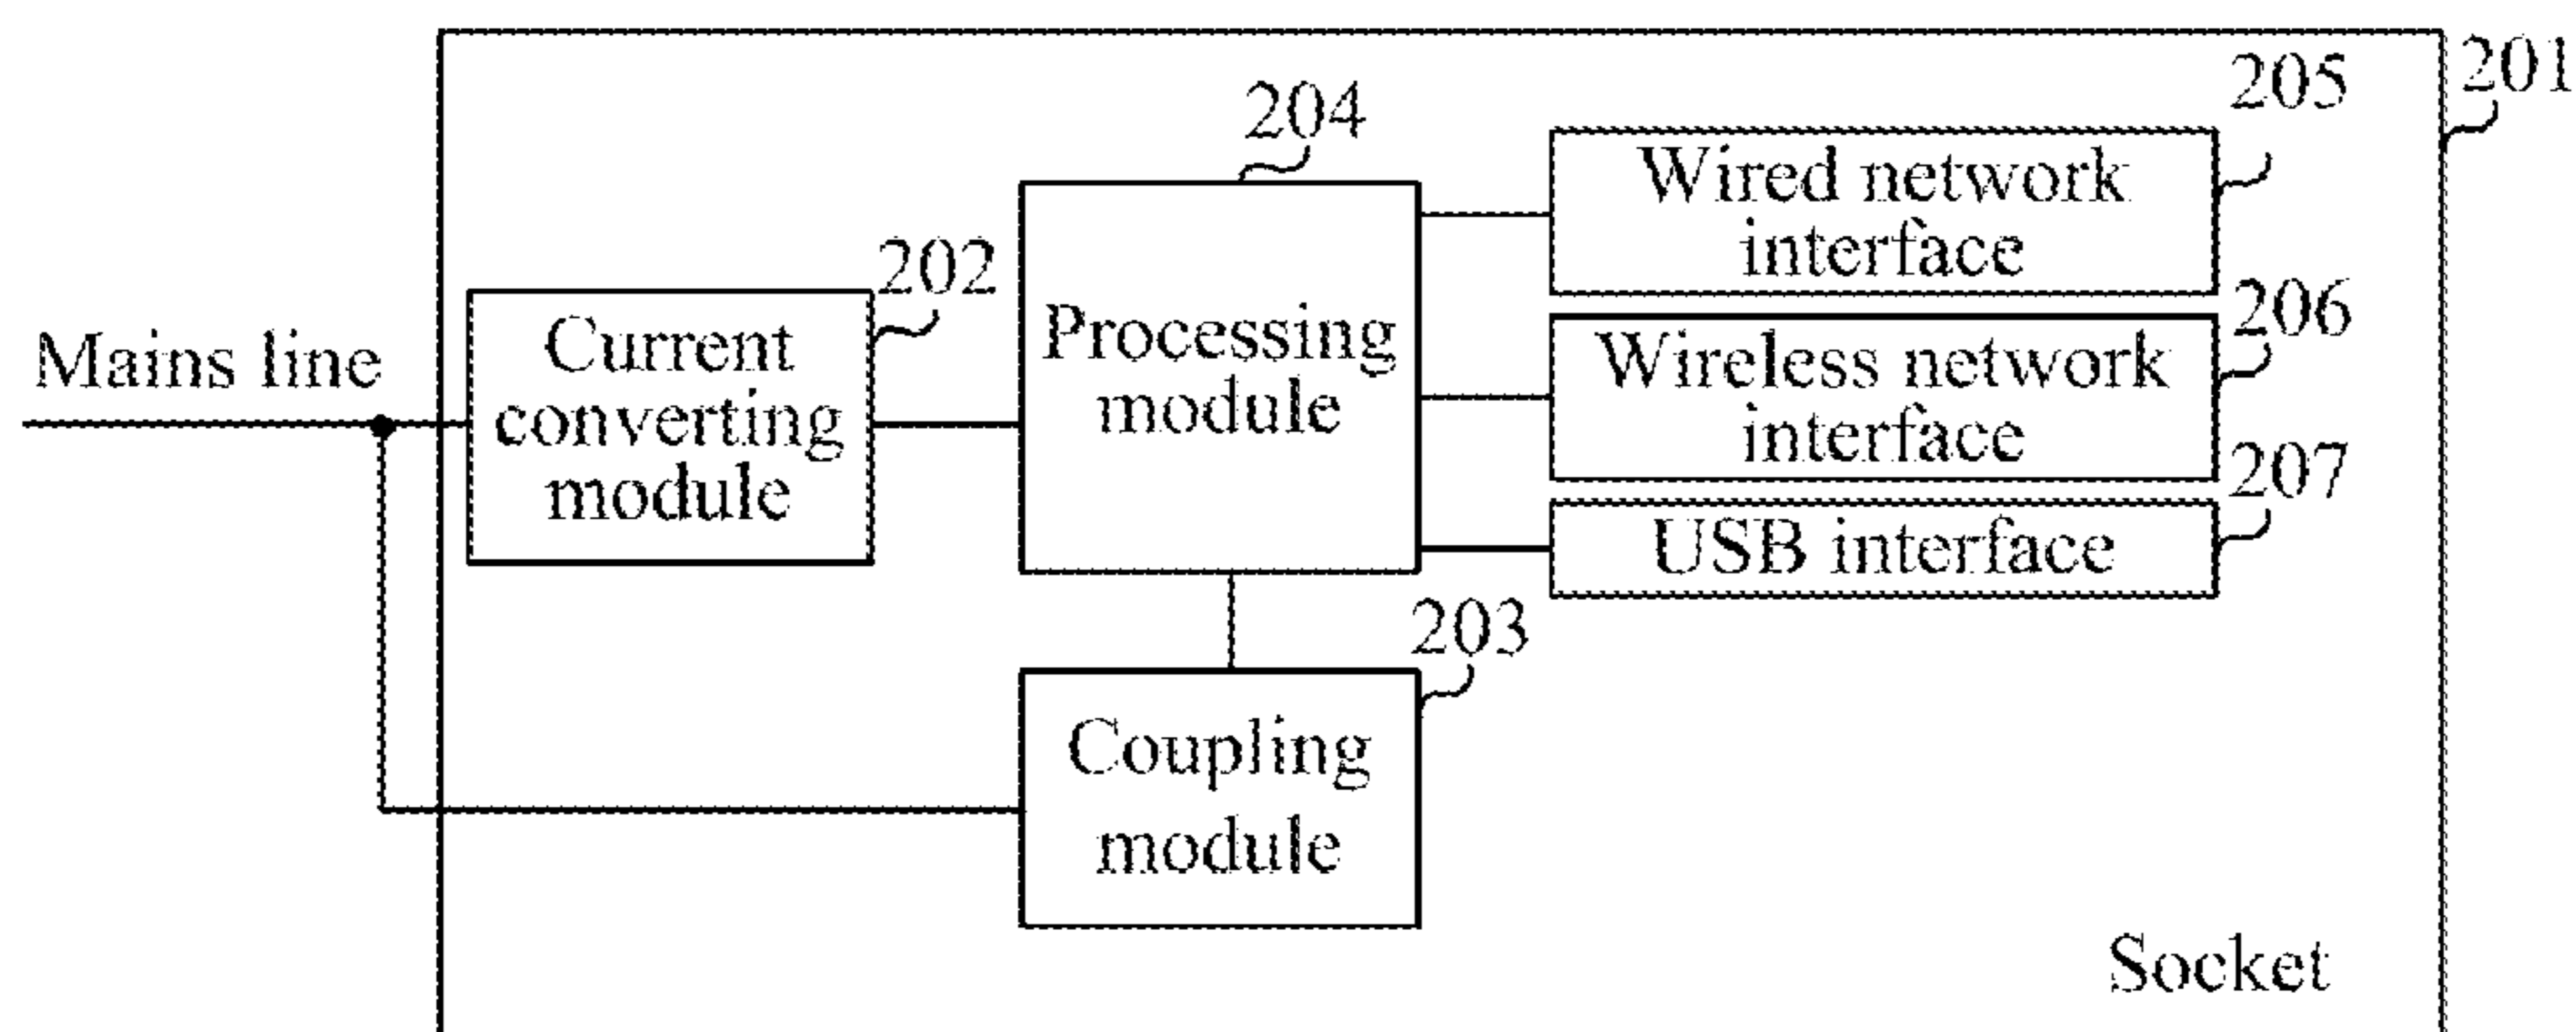 201
205
204
Wired network
interface
202
206
Current
converting
module
Processing
module
Wireless network
interface
Mains line
207
USB interface
203
Coupling
module
Socket